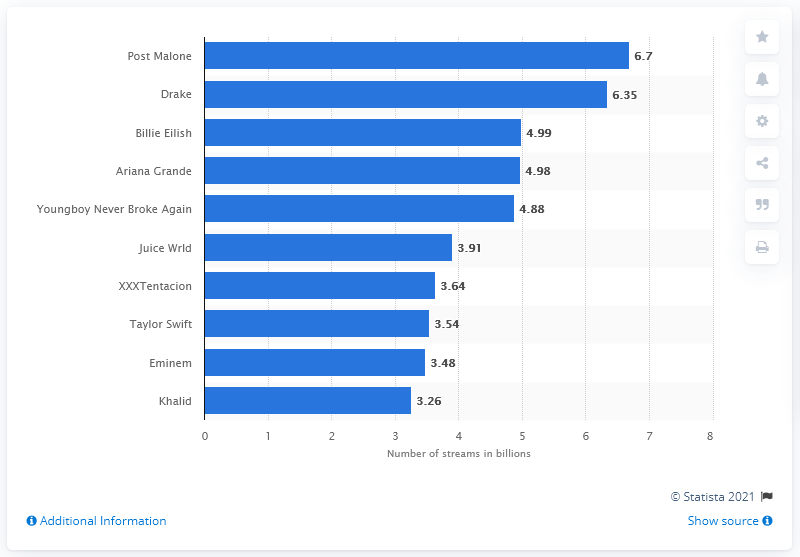 Post Malone 6.7
Drake 6.35
Billie Eilish 4.99
Ariana Grande 4.98
Youngboy Never Broke Again 4.88
Juice Wrld 3.91
XXXTentacion 3.64
Taylor Swift 3.54
Eminem 3.48
Khalid 3.26
0 1 2 3 4 5 6 7 8
Number of streams in billions
© Statista 2021
Additional Information Show source